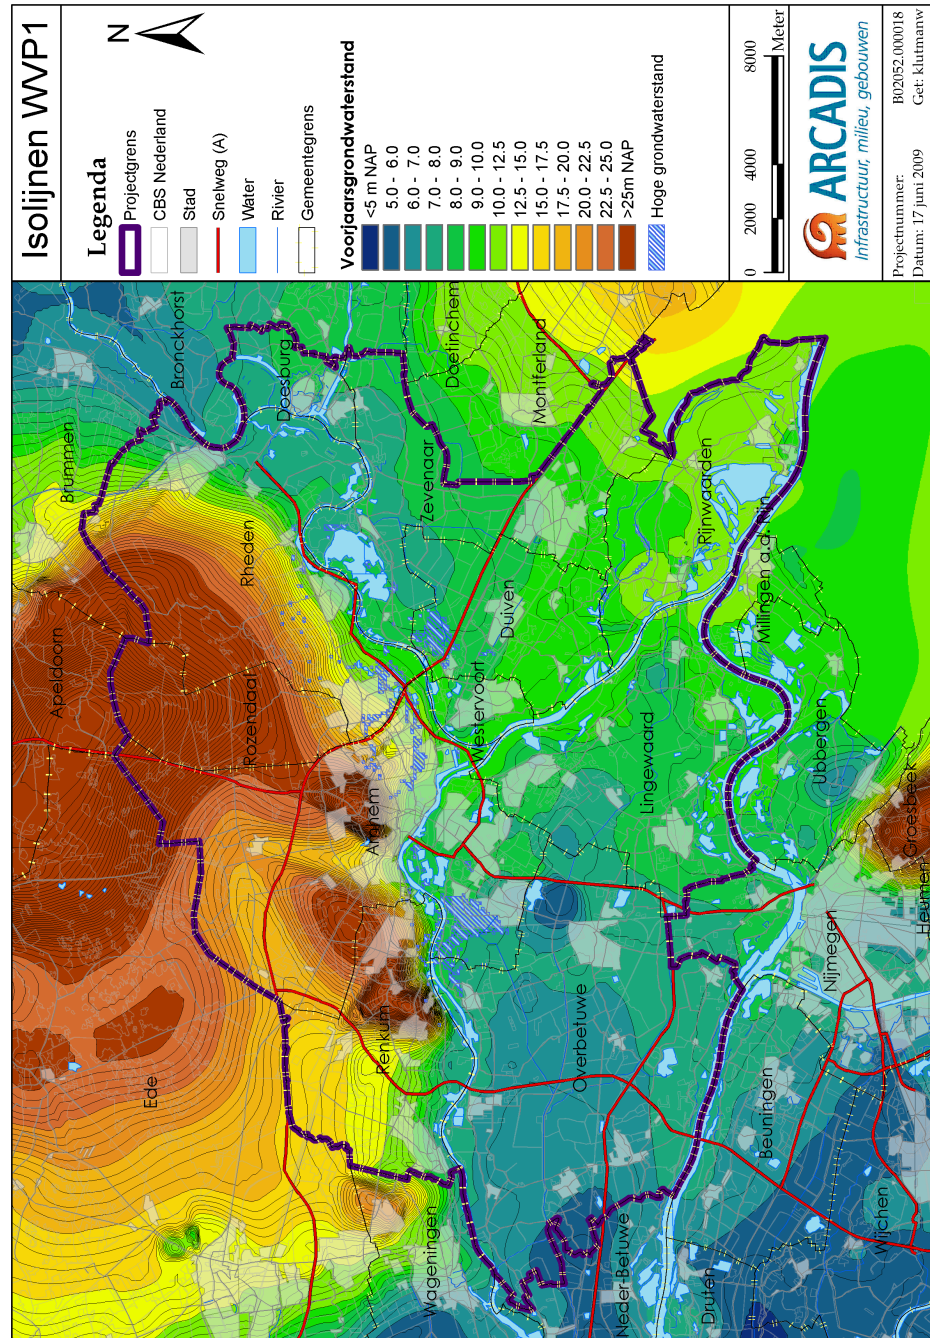 Isolijnen WVP1
Legenda
N
Projectgrens
CBS Nederland
Stad
Snelweg (A)
Water
Rivier
Gemeentegrens
Voorjaarsgrondwaterstand
<5 m NAP
5.0 - 6.0
6.0 - 7.0
7.0 - 8.0
8.0 - 9.0
9.0 - 10.0
10.0 - 12.5
12.5 - 15.0
15.0 - 17.5
17.5 - 20.0
20.0 - 22.5
22.5 - 25.0
>25m NAP
Hoge grondwaterstand
0 2000 4000 8000
Meter
ARCADIS
Infrastructuur, milieu, gebouwen
Projectnummer: B02052.000018
Datum: 17 juni 2009 Get: klutmanw
Ede
Apeldoorn
Brummen
Bronckhorst
Rozendaal
Rheden
Doesburg
Renkum
Arnhem
Wageningen
Zevenaar
Doetinchem
Westervoort
Duiven
Montferland
Overbetuwe
Neder-Betuwe
Lingewaard
Rijnwaarden
Druten
Beuningen
Millingen a.d. Rijn
Nijmegen
Ubbergen
Wijchen
Groesbeek
Heumen